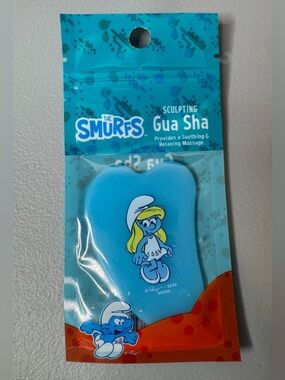 THE
SMURFS
SCULPTING
Gua Sha
Provides a Soothing &
Relaxing Massage